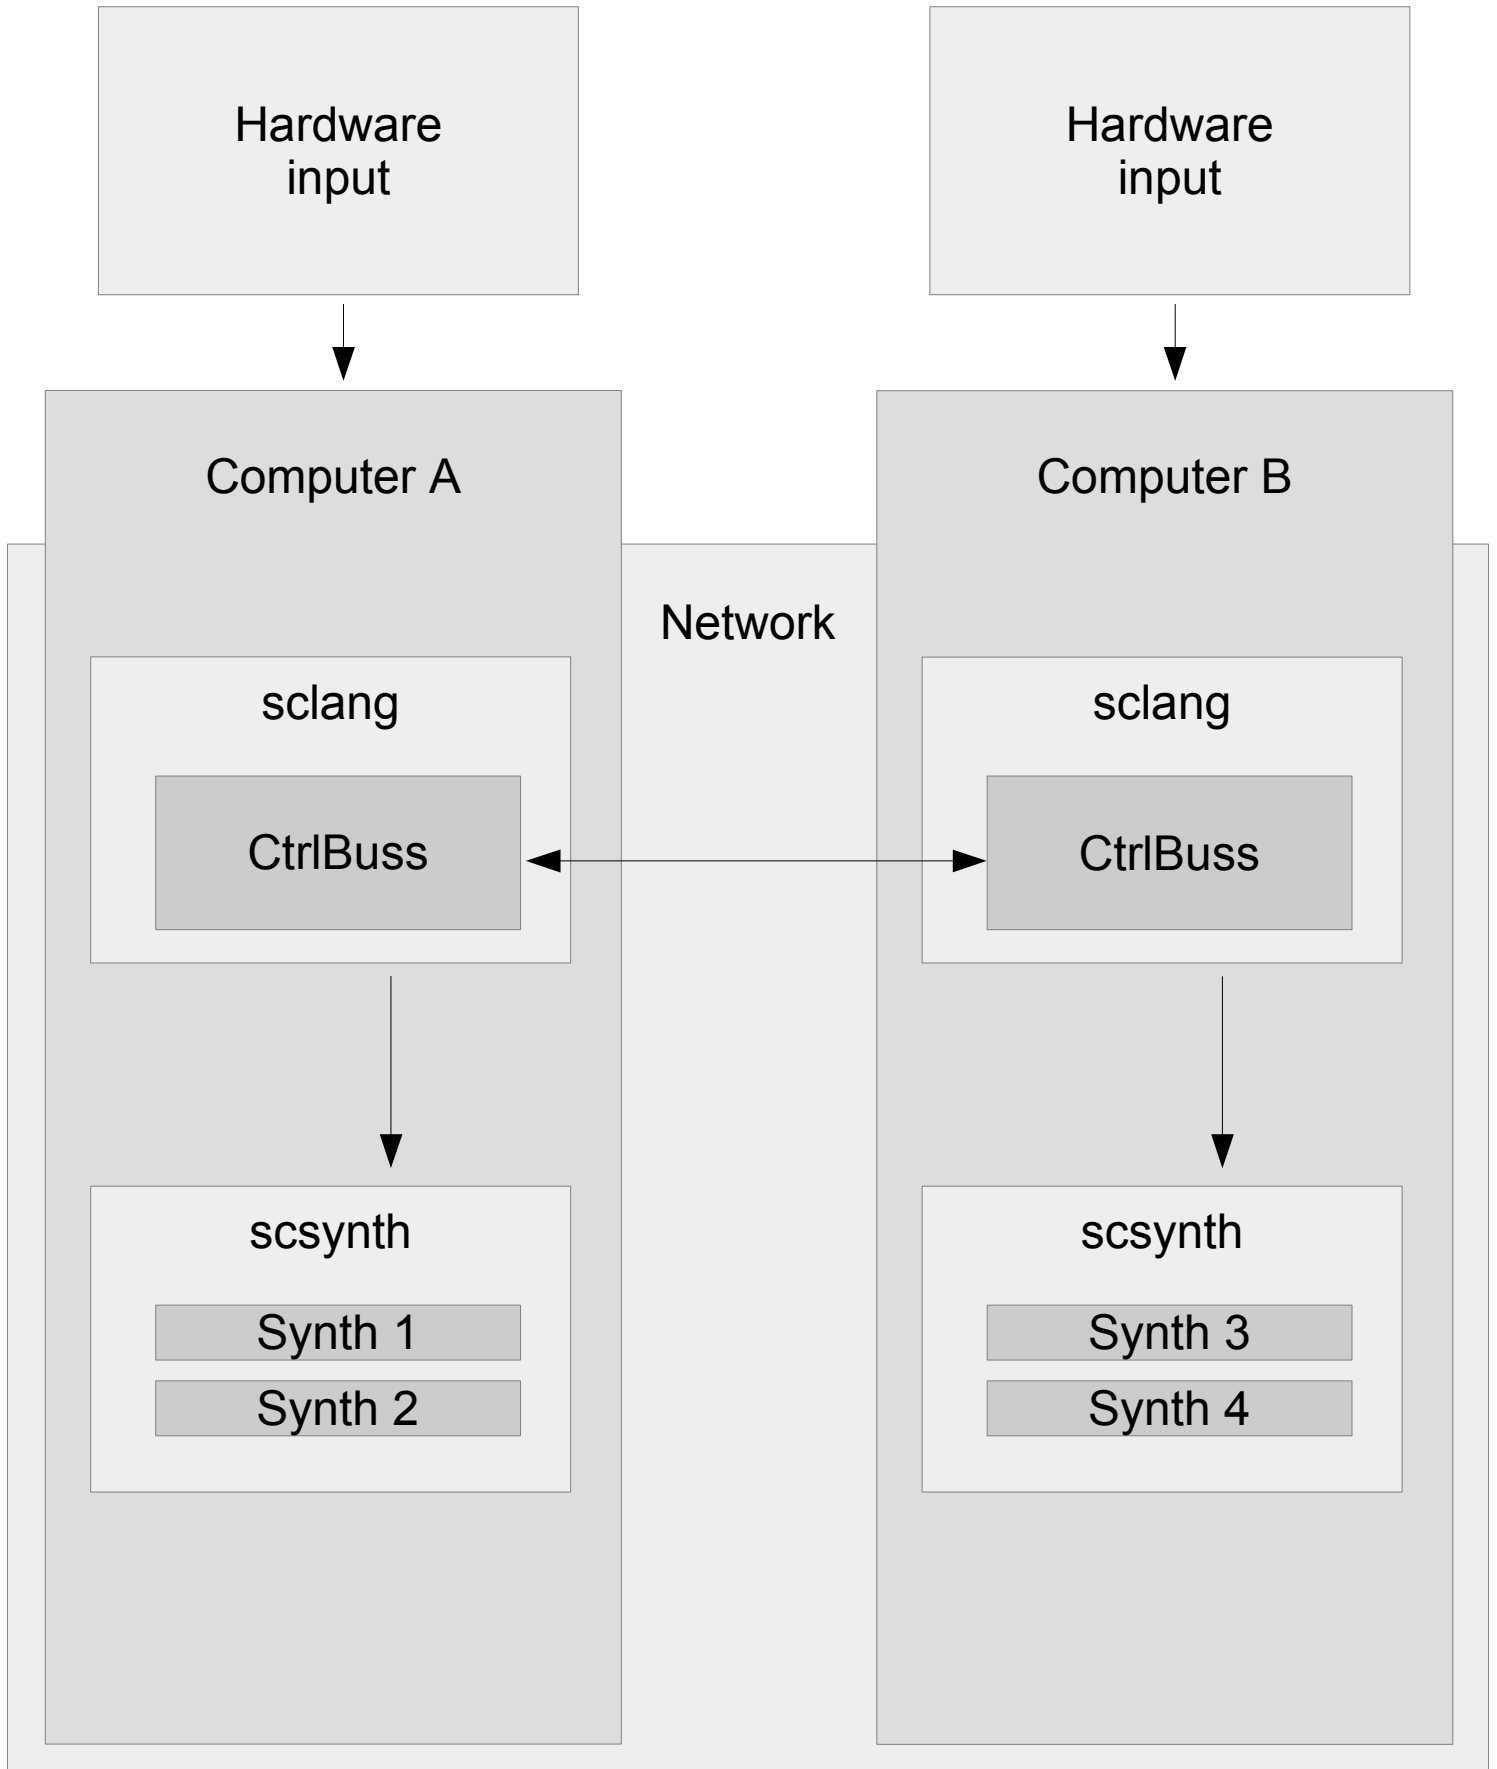 Hardware
input
Hardware
input
Computer A
Computer B
Network
sclang
sclang
CtrlBuss
CtrlBuss
scsynth
scsynth
Synth 1
Synth 3
Synth 2
Synth 4